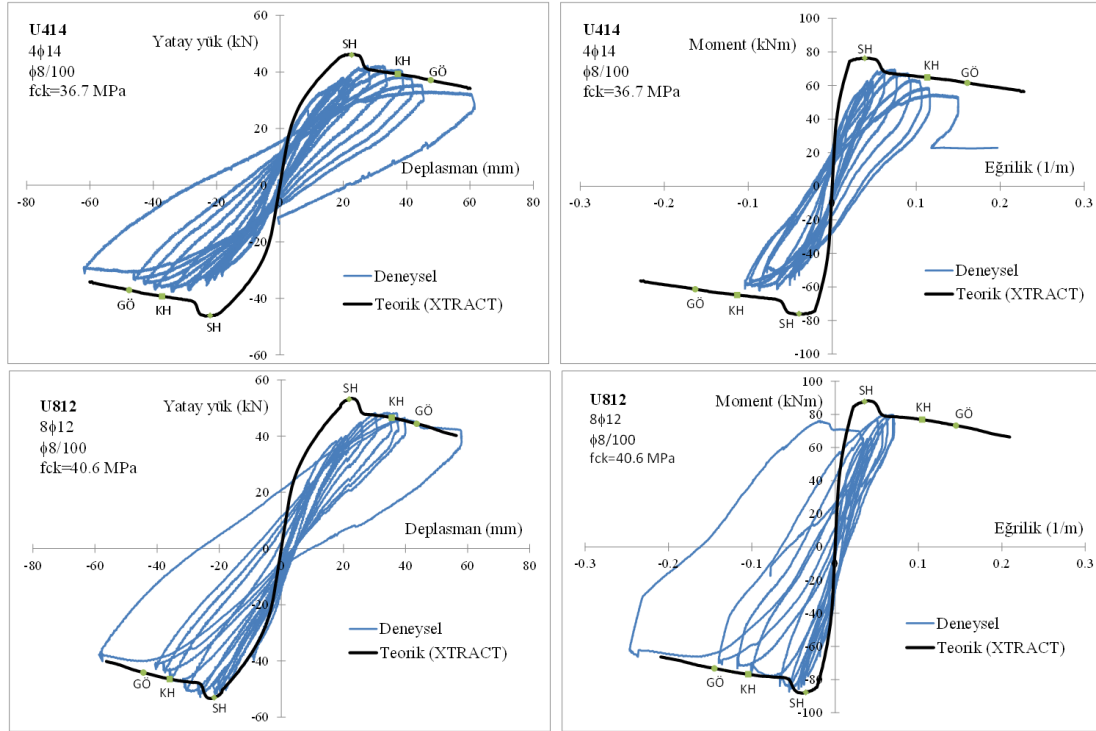 U414
4ϕ14
ϕ8/100
fck=36.7 MPa
Yatay yük (kN)
60
40
20
0
-20
-40
-60
-80
-60
-40
-20
0
20
40
60
80
Deplasman (mm)
SH
KH
GÖ
GÖ
KH
SH
Deneysel
Teorik (XTRACT)
U414
4ϕ14
ϕ8/100
fck=36.7 MPa
Moment (kNm)
100
80
60
40
20
0
-20
-40
-60
-80
-100
-0.3
-0.2
-0.1
0
0.1
0.2
0.3
Eğrilik (1/m)
SH
KH
GÖ
GÖ
KH
SH
Deneysel
Teorik (XTRACT)
U812
8ϕ12
ϕ8/100
fck=40.6 MPa
Yatay yük (kN)
60
40
20
0
-20
-40
-60
-80
-60
-40
-20
0
20
40
60
80
Deplasman (mm)
SH
KH
GÖ
GÖ
KH
SH
Deneysel
Teorik (XTRACT)
U812
8ϕ12
ϕ8/100
fck=40.6 MPa
Moment (kNm)
100
80
60
40
20
0
-20
-40
-60
-80
-100
-0.3
-0.2
-0.1
0
0.1
0.2
0.3
Eğrilik (1/m)
SH
KH
GÖ
GÖ
KH
SH
Deneysel
Teorik (XTRACT)